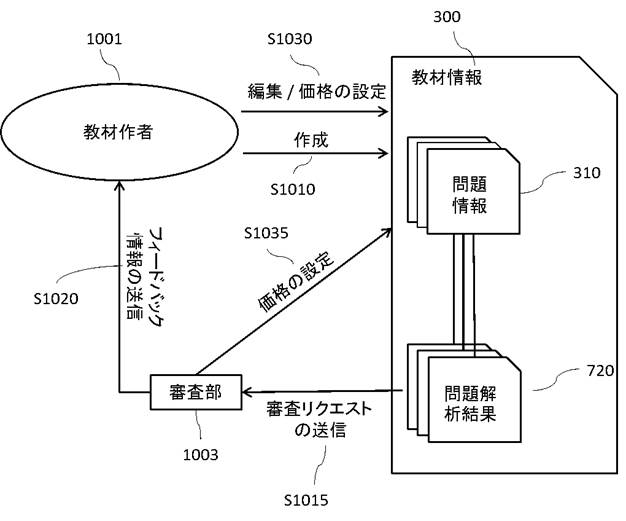 1001
S1030
300
教材情報
編集 / 価格の設定
教材作者
作成
S1010
問題
情報
310
S1035
フィードバック
情報の送信
S1020
価格の設定
720
審査部
審査リクエスト
の送信
問題解
析結果
1003
S1015